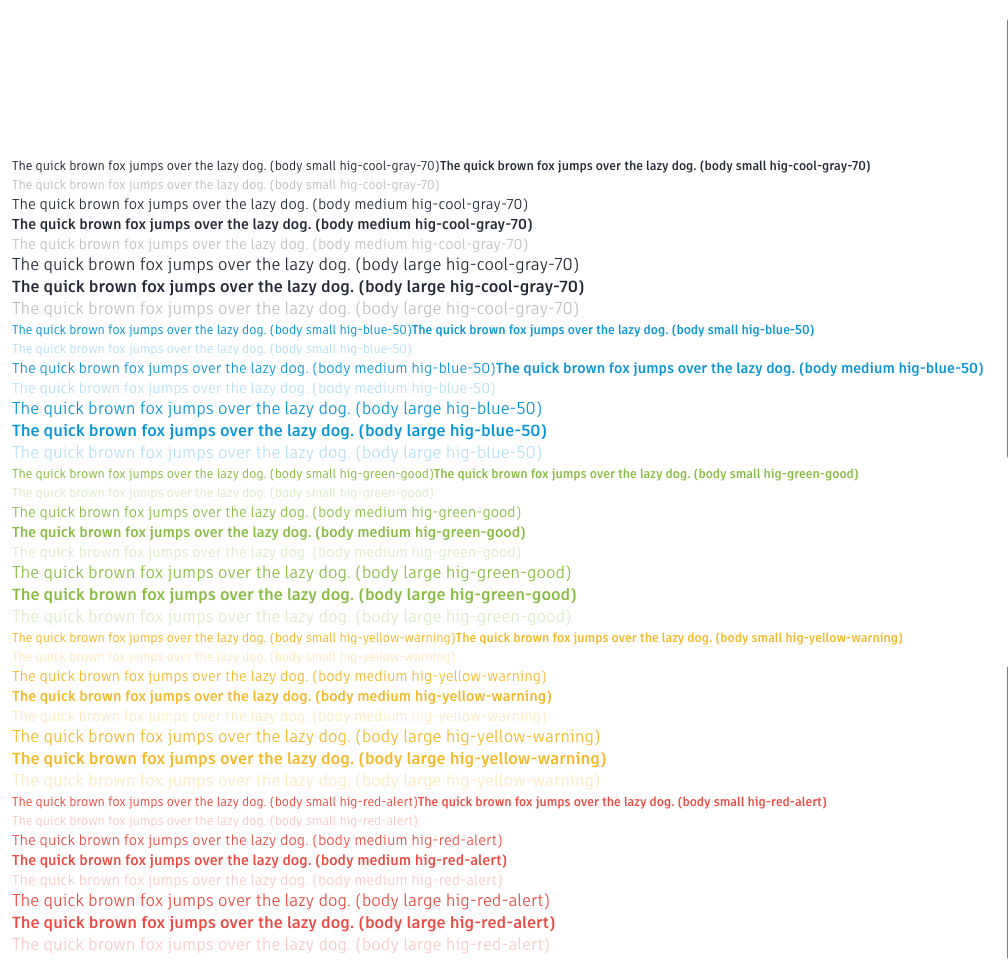 The quick brown fox jumps over the lazy dog. (body small hig-cool-gray-70)The quick brown fox jumps over the lazy dog. (body small hig-cool-gray-70)
The quick brown fox jumps over the lazy dog. (body small hig-cool-gray-70)
The quick brown fox jumps over the lazy dog. (body medium hig-cool-gray-70)
The quick brown fox jumps over the lazy dog. (body medium hig-cool-gray-70)
The quick brown fox jumps over the lazy dog. (body medium hig-cool-gray-70)
The quick brown fox jumps over the lazy dog. (body large hig-cool-gray-70)
The quick brown fox jumps over the lazy dog. (body large hig-cool-gray-70)
The quick brown fox jumps over the lazy dog. (body large hig-cool-gray-70)
The quick brown fox jumps over the lazy dog. (body small hig-blue-50)The quick brown fox jumps over the lazy dog. (body small hig-blue-50)
The quick brown fox jumps over the lazy dog. (body small hig-blue-50)
The quick brown fox jumps over the lazy dog. (body medium hig-blue-50)The quick brown fox jumps over the lazy dog. (body medium hig-blue-50)
The quick brown fox jumps over the lazy dog. (body medium hig-blue-50)
The quick brown fox jumps over the lazy dog. (body large hig-blue-50)
The quick brown fox jumps over the lazy dog. (body large hig-blue-50)
The quick brown fox jumps over the lazy dog. (body large hig-blue-50)
The quick brown fox jumps over the lazy dog. (body small hig-green-good)The quick brown fox jumps over the lazy dog. (body small hig-green-good)
The quick brown fox jumps over the lazy dog. (body small hig-green-good)
The quick brown fox jumps over the lazy dog. (body medium hig-green-good)
The quick brown fox jumps over the lazy dog. (body medium hig-green-good)
The quick brown fox jumps over the lazy dog. (body medium hig-green-good)
The quick brown fox jumps over the lazy dog. (body large hig-green-good)
The quick brown fox jumps over the lazy dog. (body large hig-green-good)
The quick brown fox jumps over the lazy dog. (body large hig-green-good)
The quick brown fox jumps over the lazy dog. (body small hig-yellow-warning)The quick brown fox jumps over the lazy dog. (body small hig-yellow-warning)
The quick brown fox jumps over the lazy dog. (body small hig-yellow-warning)
The quick brown fox jumps over the lazy dog. (body medium hig-yellow-warning)
The quick brown fox jumps over the lazy dog. (body medium hig-yellow-warning)
The quick brown fox jumps over the lazy dog. (body medium hig-yellow-warning)
The quick brown fox jumps over the lazy dog. (body large hig-yellow-warning)
The quick brown fox jumps over the lazy dog. (body large hig-yellow-warning)
The quick brown fox jumps over the lazy dog. (body large hig-yellow-warning)
The quick brown fox jumps over the lazy dog. (body small hig-red-alert)The quick brown fox jumps over the lazy dog. (body small hig-red-alert)
The quick brown fox jumps over the lazy dog. (body small hig-red-alert)
The quick brown fox jumps over the lazy dog. (body medium hig-red-alert)
The quick brown fox jumps over the lazy dog. (body medium hig-red-alert)
The quick brown fox jumps over the lazy dog. (body medium hig-red-alert)
The quick brown fox jumps over the lazy dog. (body large hig-red-alert)
The quick brown fox jumps over the lazy dog. (body large hig-red-alert)
The quick brown fox jumps over the lazy dog. (body large hig-red-alert)